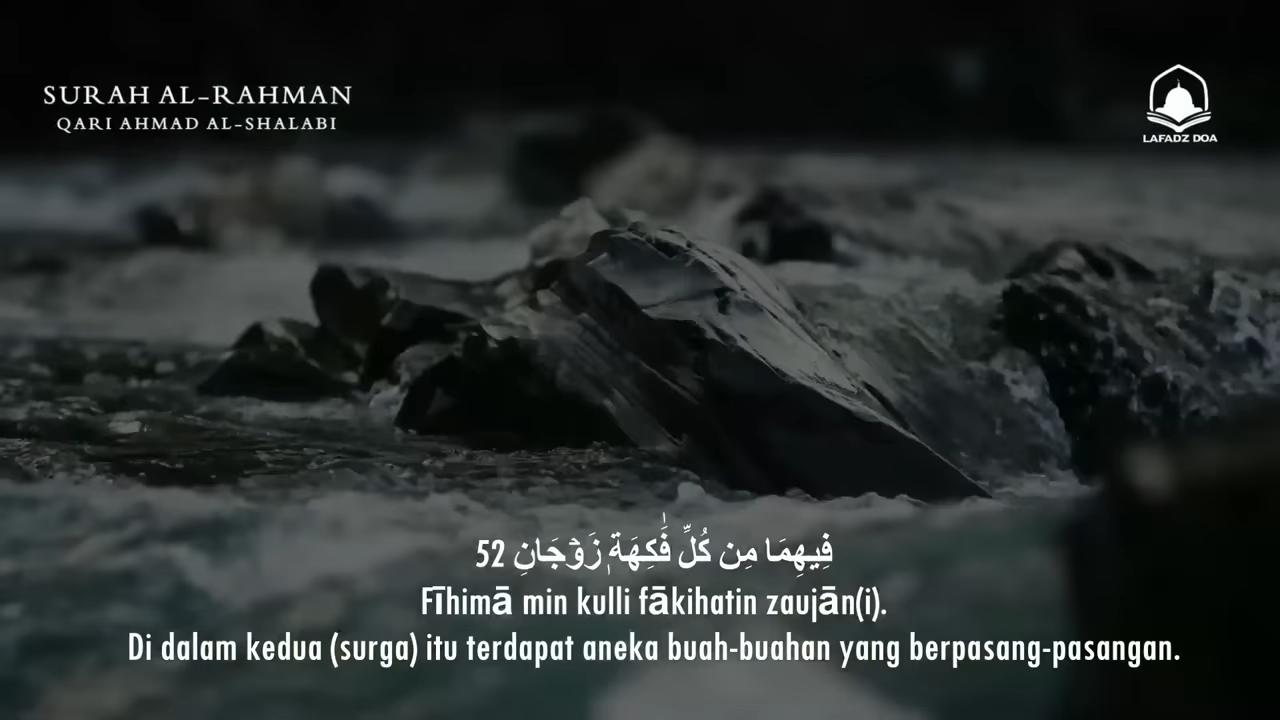 SURAH AL-RAHMAN
QARI AHMAD AL-SHALABI
LAFADZ DOA
فِيهِمَا مِن كُلِّ فَٰكِهَةٖ زَوۡجَانِ 52
Fīhimā min kulli fākihatin zaujān(i).
Di dalam kedua (surga) itu terdapat aneka buah-buahan yang berpasang-pasangan.